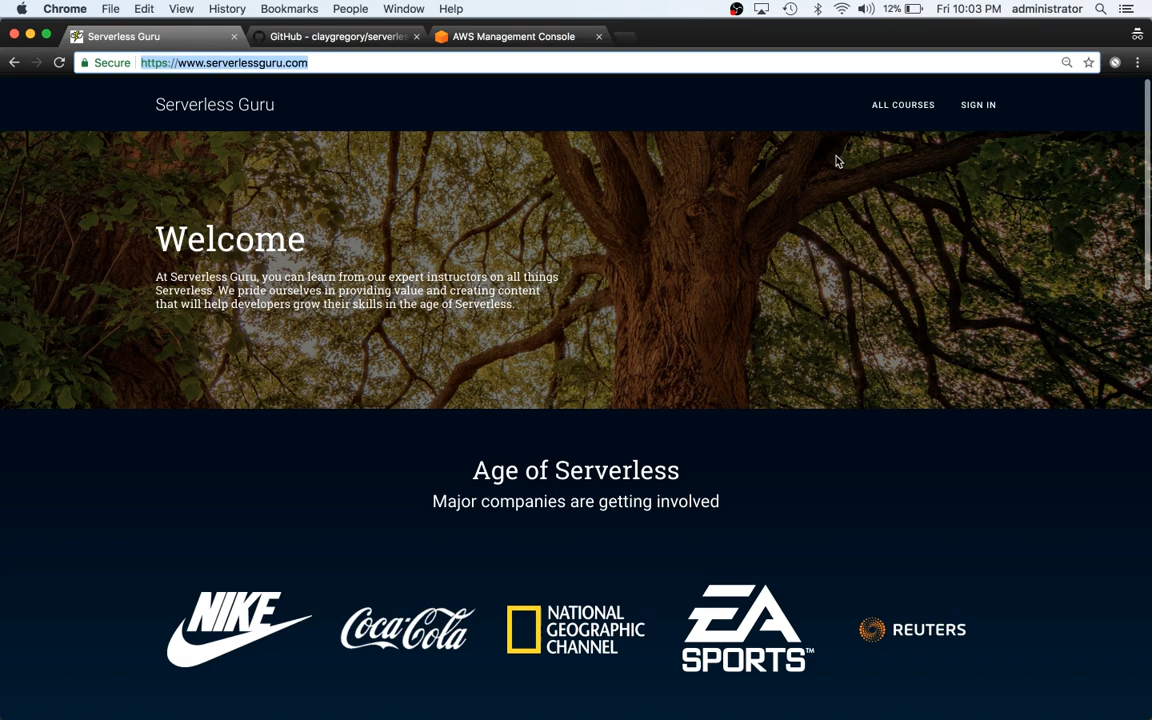 Chrome File Edit View History Bookmarks People Window Help 12% Fri 10:03 PM administrator
Serverless Guru GitHub - claygregory/serverles AWS Management Console
Secure https://www.serverlessguru.com
Serverless Guru ALL COURSES SIGN IN
Welcome
At Serverless Guru, you can learn from our expert instructors on all things
Serverless. We pride ourselves in providing value and creating content
that will help developers grow their skills in the age of Serverless.
Age of Serverless
Major companies are getting involved
NIKE Coca-Cola NATIONAL GEOGRAPHIC CHANNEL EA SPORTS™ REUTERS